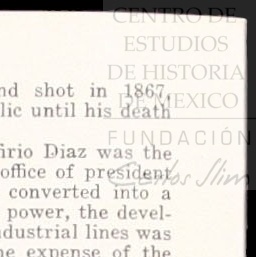 CENTRO DE
ESTUDIOS
DE HISTORIA
DE MEXICO
FUNDACIÓN
Carlos Slim
nd shot in 1867,
lic until his death
firio Diaz was the
office of president
converted into a
power, the devel-
ndustrial lines was
he expense of the